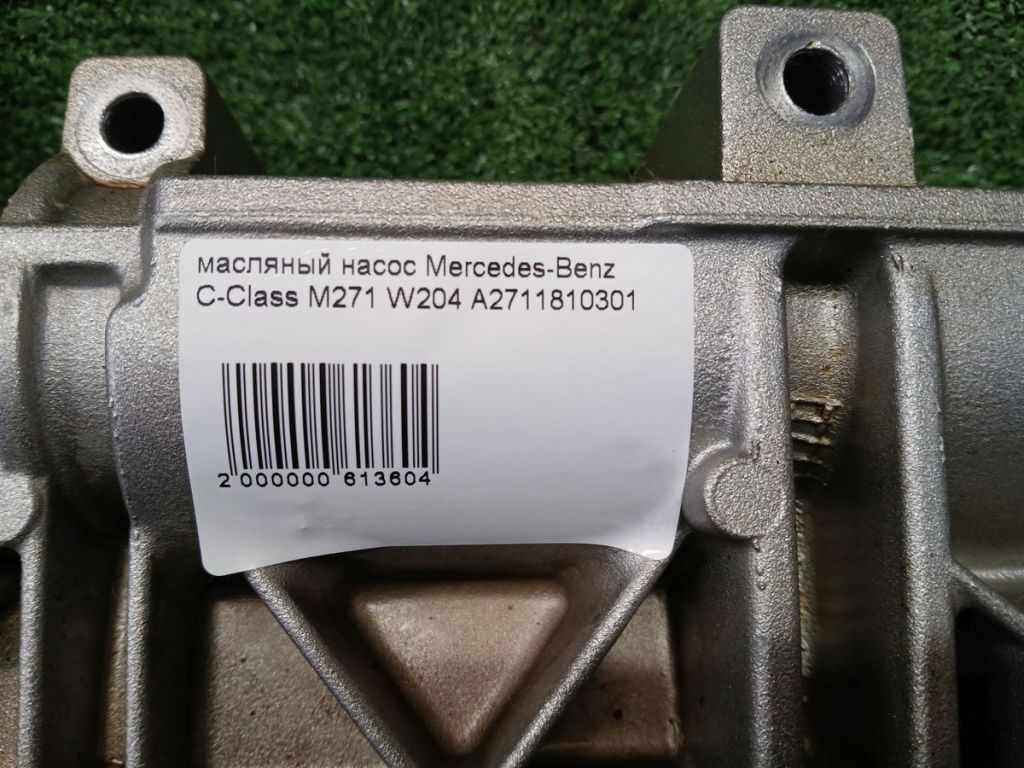 масляный насос Mercedes-Benz
C-Class M271 W204 A2711810301
2 000000 613604